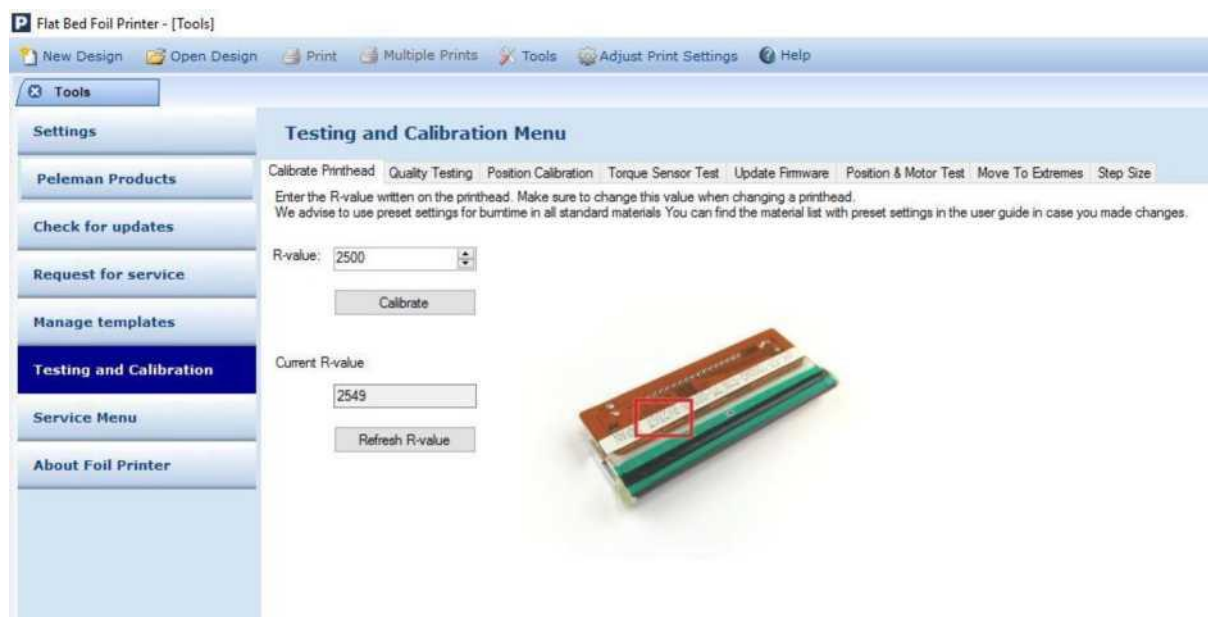 Flat Bed Foil Printer - [Tools]
New Design Open Design Print Multiple Prints Tools Adjust Print Settings Help
Tools
Settings
Peleman Products
Check for updates
Request for service
Manage templates
Testing and Calibration
Service Menu
About Foil Printer
Testing and Calibration Menu
Calibrate Printhead Quality Testing Position Calibration Torque Sensor Test Update Firmware Position & Motor Test Move To Extremes Step Size
Enter the R-value written on the printhead. Make sure to change this value when changing a printhead.
We advise to use preset settings for burntime in all standard materials You can find the material list with preset settings in the user guide in case you made changes.
R-value: 2500
Calibrate
Current R-value
2549
Refresh R-value